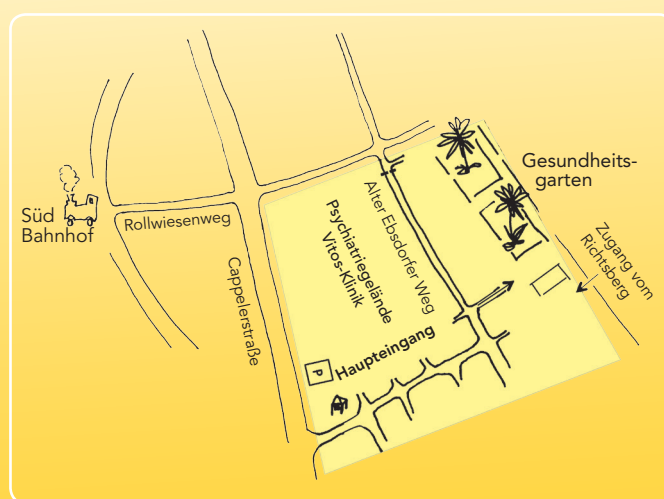 Süd
Bahnhof
Rollwiesenweg
Cappelerstraße
Psychiatriegelände
Vitos-Klinik
Alter Ebsdorfer Weg
Gesundheits-
garten
Zugang vom
Richtsberg
Haupteingang
P